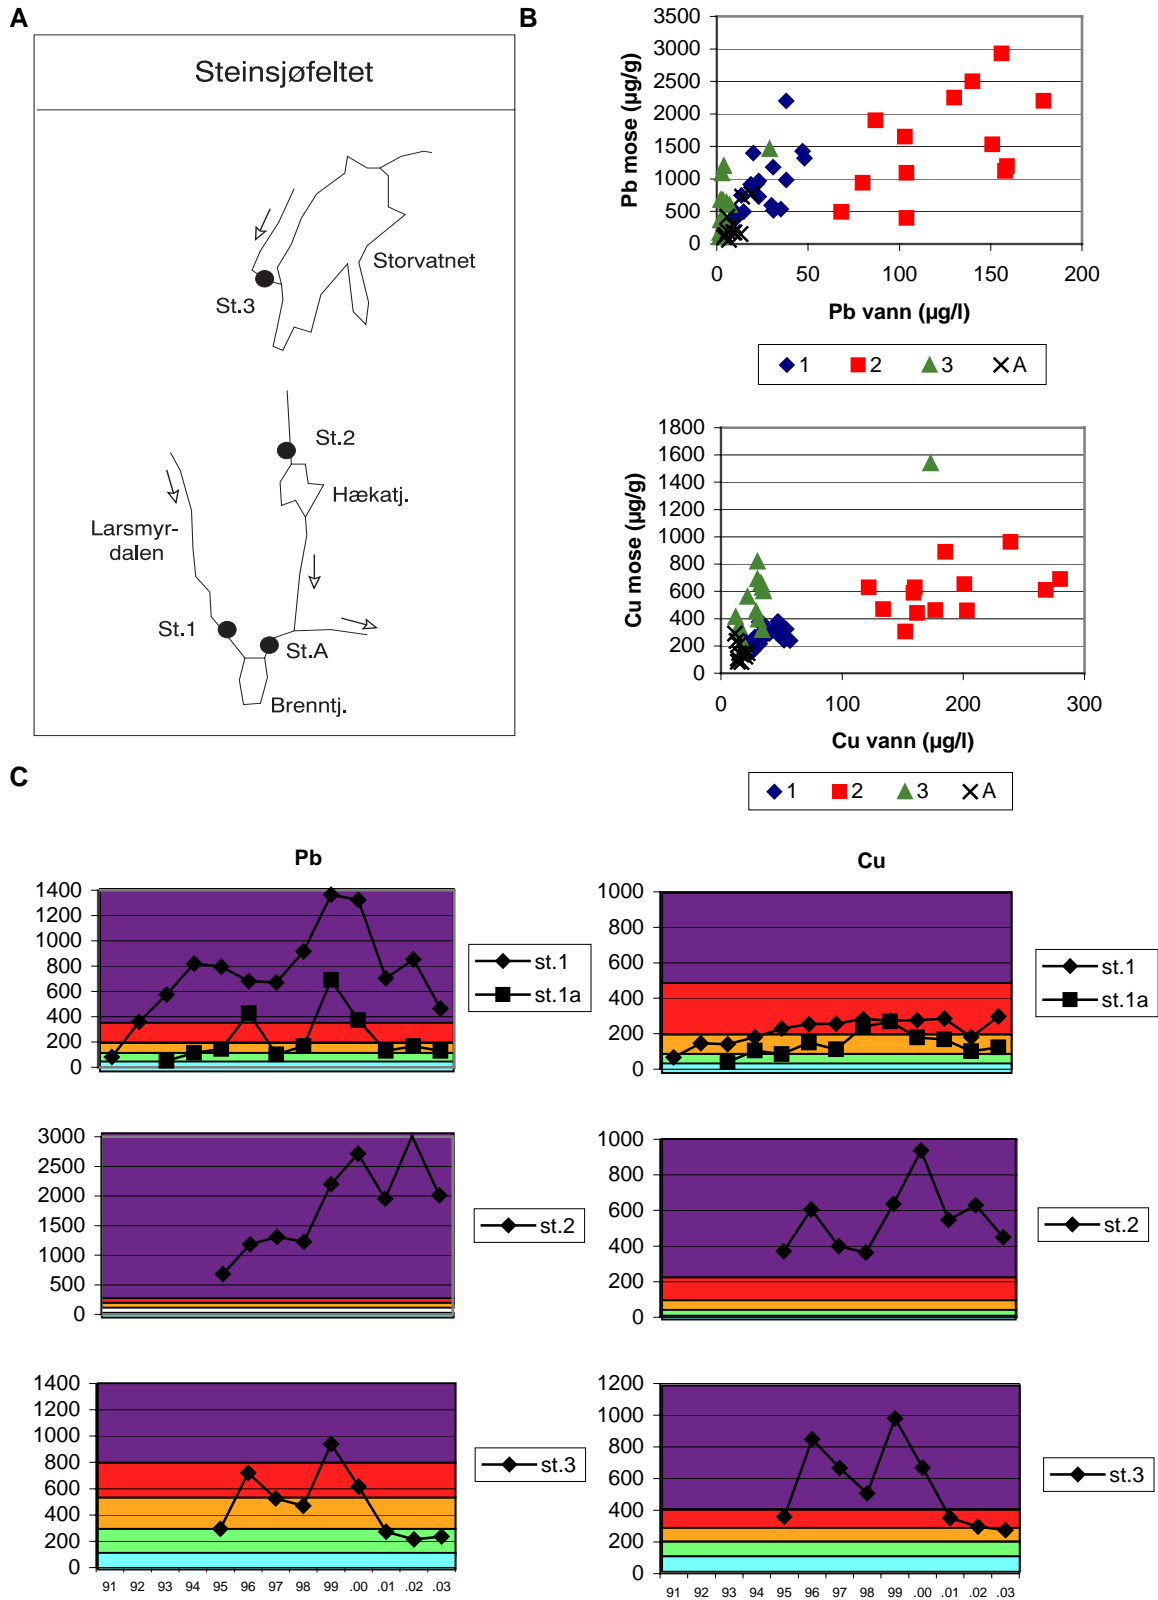 A
Steinsjøfeltet
Storvatnet
St.3
St.2
Hækatj.
Larsmyr-
dalen
St.1
St.A
Brenntj.
B
Pb mose (µg/g)
3500
3000
2500
2000
1500
1000
500
0
0 50 100 150 200
Pb vann (µg/l)
1 2 3 A
Cu mose (µg/g)
1800
1600
1400
1200
1000
800
600
400
200
0
0 100 200 300
Cu vann (µg/l)
1 2 3 A
C
Pb
1400
1200
1000
800
600
400
200
0
st.1
st.1a
Cu
1000
800
600
400
200
0
st.1
st.1a
3000
2500
2000
1500
1000
500
0
st.2
1000
800
600
400
200
0
st.2
1400
1200
1000
800
600
400
200
0
91 92 93 94 95 96 97 98 99 .00 .01 .02 .03
st.3
1200
1000
800
600
400
200
0
91 92 93 94 95 96 97 98 99 .00 .01 .02 .03
st.3